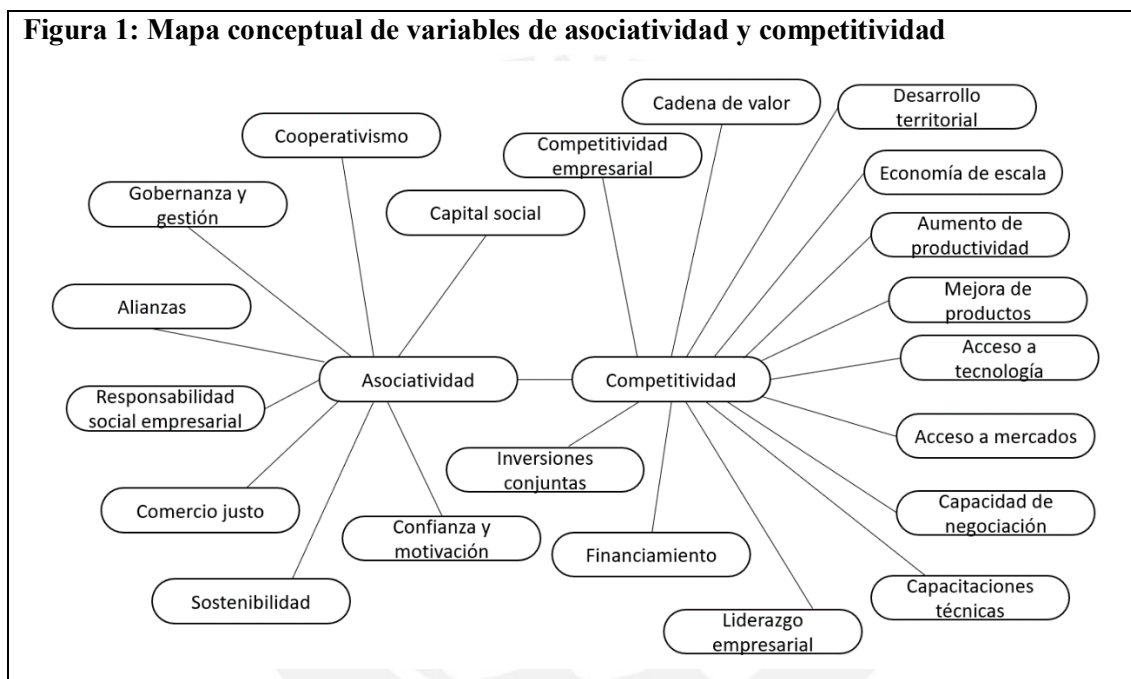 Figura 1: Mapa conceptual de variables de asociatividad y competitividad
Cadena de valor
Desarrollo
territorial
Cooperativismo
Competitividad
empresarial
Economía de escala
Gobernanza y
gestión
Capital social
Aumento de
productividad
Alianzas
Mejora de
productos
Asociatividad
Competitividad
Acceso a
tecnología
Responsabilidad
social empresarial
Acceso a mercados
Inversiones
conjuntas
Comercio justo
Confianza y
motivación
Capacidad de
negociación
Financiamiento
Sostenibilidad
Capacitaciones
técnicas
Liderazgo
empresarial